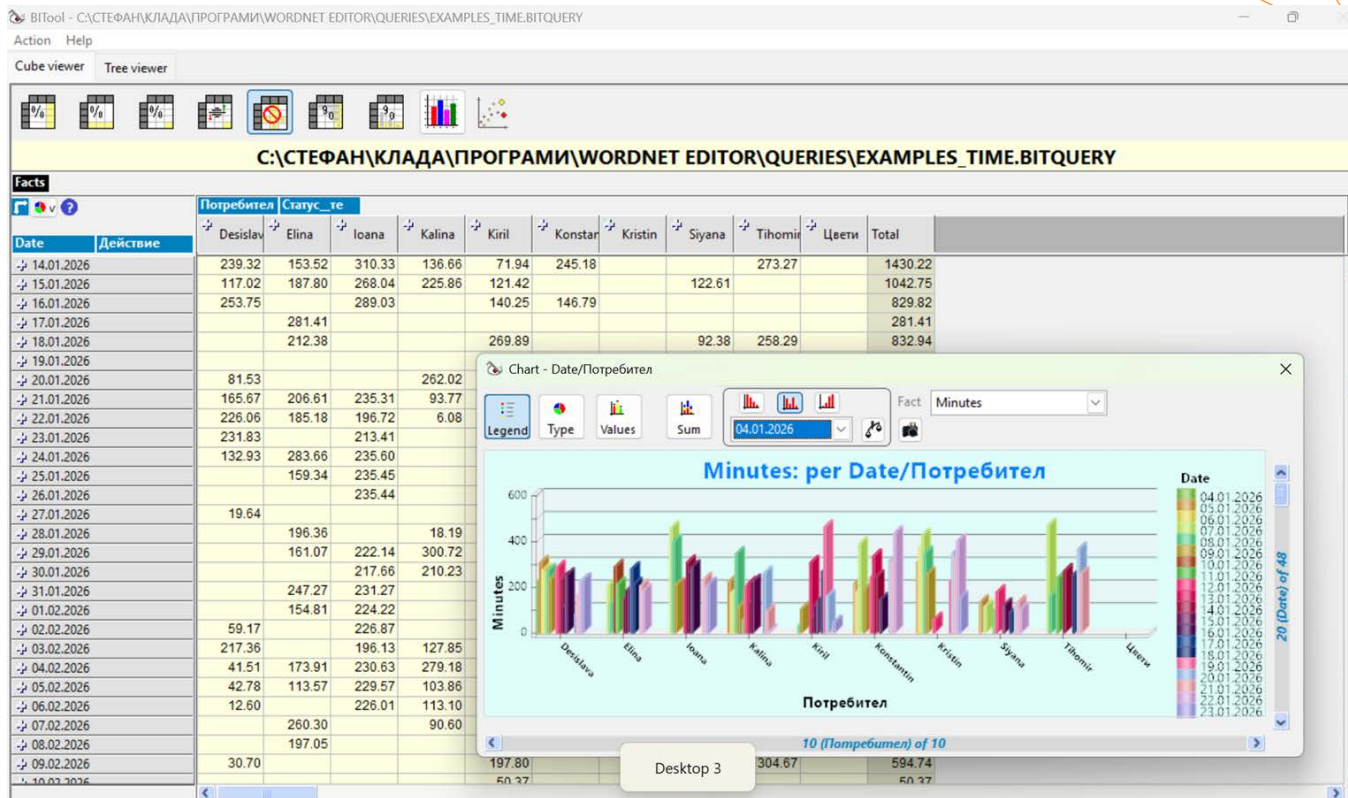 BITool - C:\СТЕФАН\КЛАДА\ПРОГРАМИ\WORDNET EDITOR\QUERIES\EXAMPLES_TIME.BITQUERY
Action Help
Cube viewer Tree viewer
C:\СТЕФАН\КЛАДА\ПРОГРАМИ\WORDNET EDITOR\QUERIES\EXAMPLES_TIME.BITQUERY
Facts
Потребител Статус__те
Date Действие Desislav Elina Ioana Kalina Kiril Konstar Kristin Siyana Tihomir Цвети Total
14.01.2026 239.32 153.52 310.33 136.66 71.94 245.18 273.27 1430.22
15.01.2026 117.02 187.80 268.04 225.86 121.42 122.61 1042.75
16.01.2026 253.75 289.03 140.25 146.79 829.82
17.01.2026 281.41 281.41
18.01.2026 212.38 269.89 92.38 258.29 832.94
19.01.2026
20.01.2026 81.53 262.02
21.01.2026 165.67 206.61 235.31 93.77
22.01.2026 226.06 185.18 196.72 6.08
23.01.2026 231.83 213.41
24.01.2026 132.93 283.66 235.60
25.01.2026 159.34 235.45
26.01.2026 235.44
27.01.2026 19.64
28.01.2026 196.36 18.19
29.01.2026 161.07 222.14 300.72
30.01.2026 217.66 210.23
31.01.2026 247.27 231.27
01.02.2026 154.81 224.22
02.02.2026 59.17 226.87
03.02.2026 217.36 196.13 127.85
04.02.2026 41.51 173.91 230.63 279.18
05.02.2026 42.78 113.57 229.57 103.86
06.02.2026 12.60 226.01 113.10
07.02.2026 260.30 90.60
08.02.2026 197.05
09.02.2026 30.70 197.80 304.67 594.74
10.02.2026 50.37 50.37
Chart - Date/Потребител
Legend Type Values Sum 04.01.2026 Fact Minutes
Minutes: per Date/Потребител
600
400
200
0
Minutes
Desislava Elina Ioana Kalina Kiril Konstantin Kristin Siyana Tihomir Цвети
Потребител
Date
04.01.2026
05.01.2026
06.01.2026
07.01.2026
08.01.2026
09.01.2026
10.01.2026
11.01.2026
12.01.2026
13.01.2026
14.01.2026
15.01.2026
16.01.2026
17.01.2026
18.01.2026
19.01.2026
20.01.2026
21.01.2026
22.01.2026
23.01.2026
20 (Date) of 48
10 (Потребител) of 10
Desktop 3